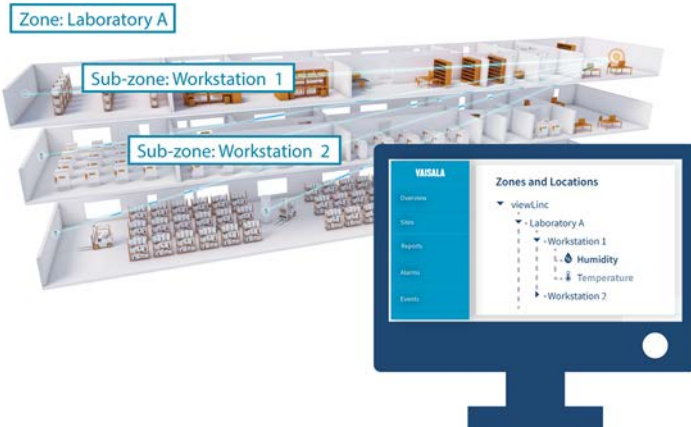 Zone: Laboratory A
Sub-zone: Workstation 1
Sub-zone: Workstation 2
VAISALA
Overview
Sites
Reports
Alarms
Events
Zones and Locations
viewLinc
Laboratory A
Workstation 1
Humidity
Temperature
Workstation 2